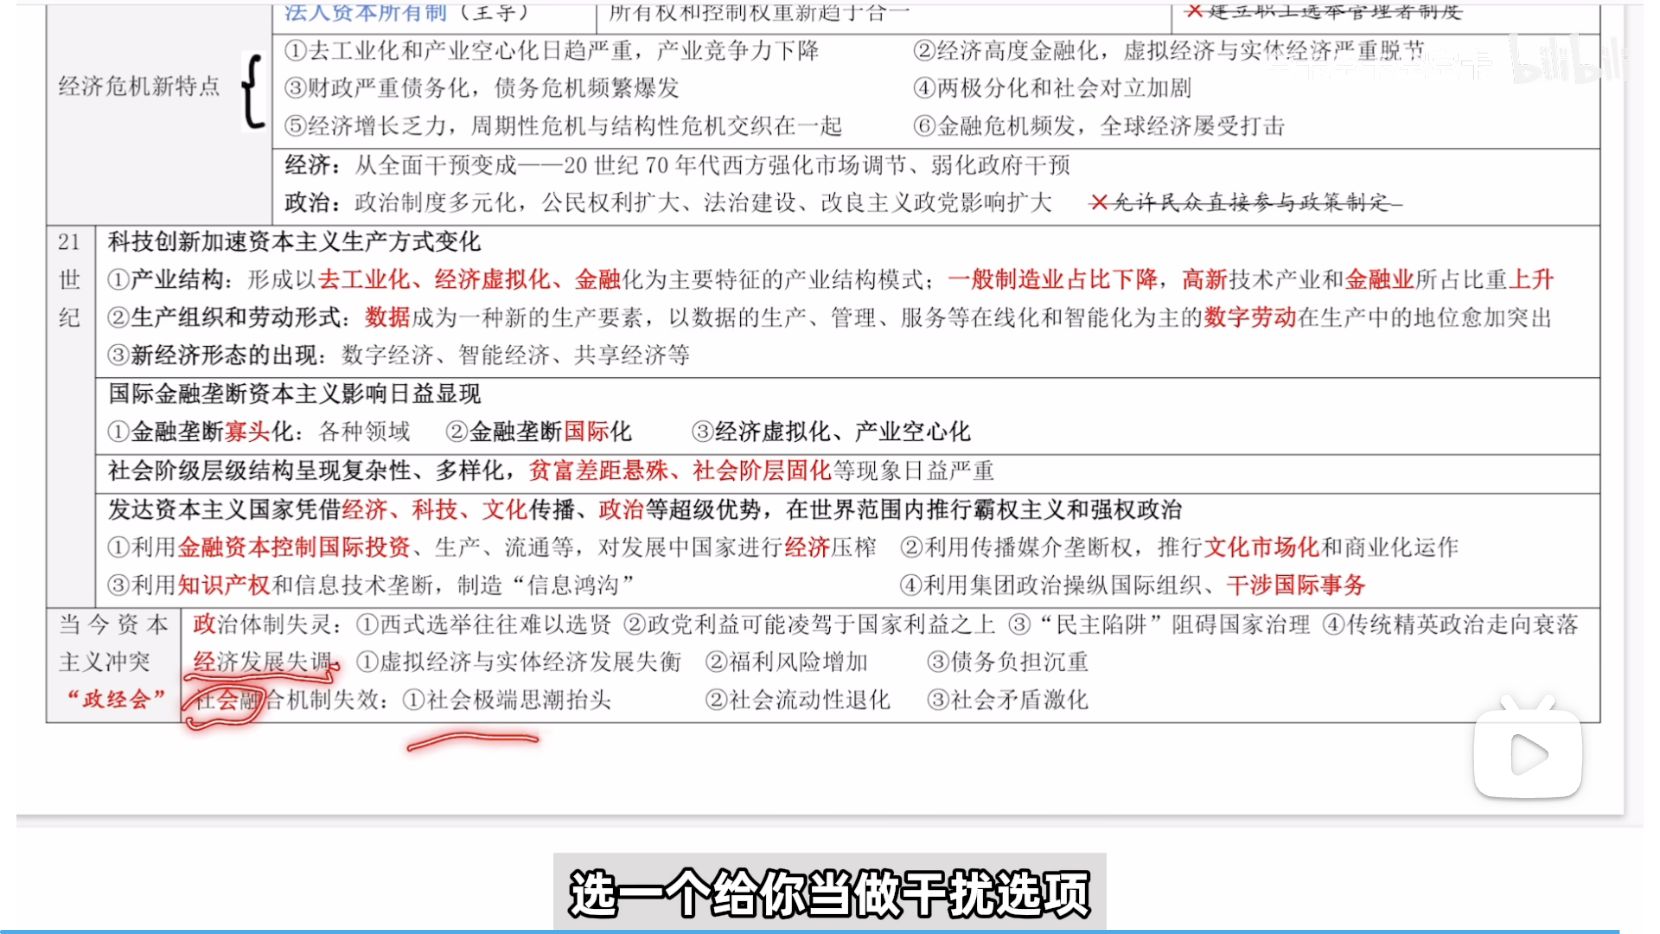 法人资本所有制（主导） 所有权和控制权重新趋于合一 ×建立职工选举管理者制度
经济危机新特点
①去工业化和产业空心化日趋严重，产业竞争力下降 ②经济高度金融化，虚拟经济与实体经济严重脱节
③财政严重债务化，债务危机频繁爆发 ④两极分化和社会对立加剧
⑤经济增长乏力，周期性危机与结构性危机交织在一起 ⑥金融危机频发，全球经济屡受打击
经济：从全面干预变成——20 世纪 70 年代西方强化市场调节、弱化政府干预
政治：政治制度多元化，公民权利扩大、法治建设、改良主义政党影响扩大 ×允许民众直接参与政策制定
21世纪
科技创新加速资本主义生产方式变化
①产业结构：形成以去工业化、经济虚拟化、金融化为主要特征的产业结构模式；一般制造业占比下降，高新技术产业和金融业所占比重上升
②生产组织和劳动形式：数据成为一种新的生产要素，以数据的生产、管理、服务等在线化和智能化为主的数字劳动在生产中的地位愈加突出
③新经济形态的出现：数字经济、智能经济、共享经济等
国际金融垄断资本主义影响日益显现
①金融垄断寡头化：各种领域 ②金融垄断国际化 ③经济虚拟化、产业空心化
社会阶级层级结构呈现复杂性、多样化，贫富差距悬殊、社会阶层固化等现象日益严重
发达资本主义国家凭借经济、科技、文化传播、政治等超级优势，在世界范围内推行霸权主义和强权政治
①利用金融资本控制国际投资、生产、流通等，对发展中国家进行经济压榨 ②利用传播媒介垄断权，推行文化市场化和商业化运作
③利用知识产权和信息技术垄断，制造“信息鸿沟” ④利用集团政治操纵国际组织、干涉国际事务
当今资本主义冲突“政经会”
政治体制失灵：①西式选举往往难以选贤 ②政党利益可能凌驾于国家利益之上 ③“民主陷阱”阻碍国家治理 ④传统精英政治走向衰落
经济发展失调：①虚拟经济与实体经济发展失衡 ②福利风险增加 ③债务负担沉重
社会融合机制失效：①社会极端思潮抬头 ②社会流动性退化 ③社会矛盾激化
bilibili
选一个给你当做干扰选项